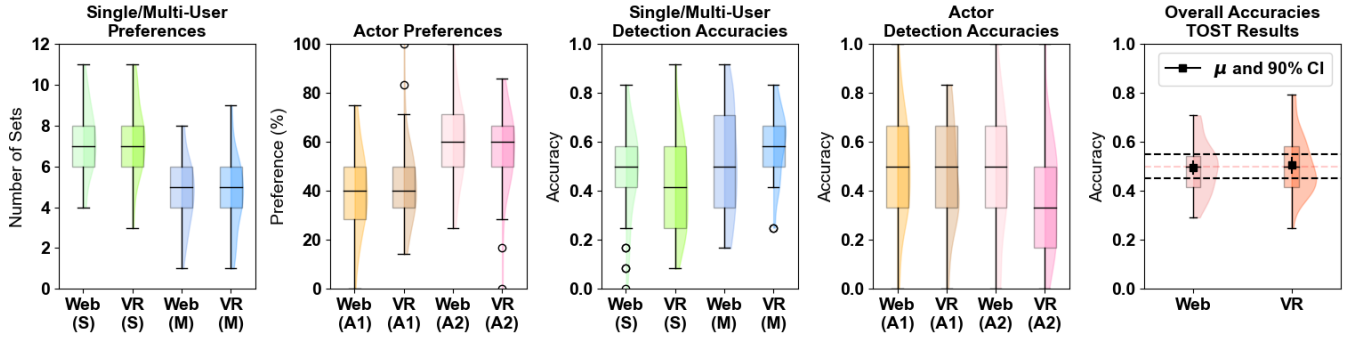 Single/Multi-User
Preferences
Number of Sets
12
10
8
6
4
2
0
Web
(S)
VR
(S)
Web
(M)
VR
(M)
Actor Preferences
Preference (%)
100
80
60
40
20
0
Web
(A1)
VR
(A1)
Web
(A2)
VR
(A2)
Single/Multi-User
Detection Accuracies
Accuracy
1.0
0.8
0.6
0.4
0.2
0.0
Web
(S)
VR
(S)
Web
(M)
VR
(M)
Actor
Detection Accuracies
Accuracy
1.0
0.8
0.6
0.4
0.2
0.0
Web
(A1)
VR
(A1)
Web
(A2)
VR
(A2)
Overall Accuracies
TOST Results
μ and 90% CI
Accuracy
1.0
0.8
0.6
0.4
0.2
0.0
Web
VR